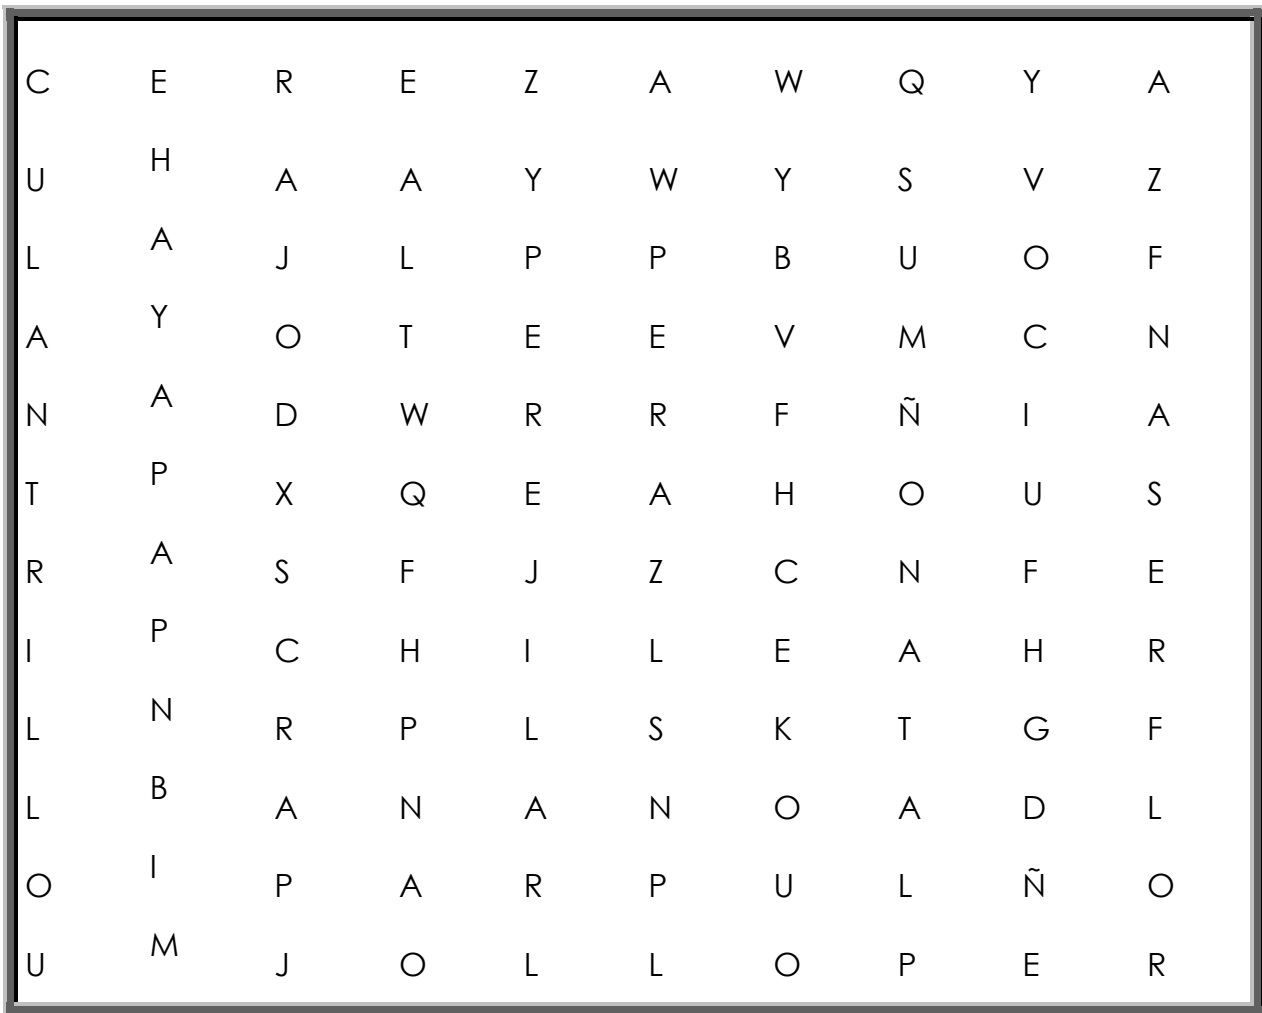 C E R E Z A W Q Y A
U H A A Y W Y S V Z
L A J L P P B U O F
A Y O T E E V M C N
N A D W R R F Ñ I A
T P X Q E A H O U S
R A S F J Z C N F E
I P C H I L E A H R
L N R P L S K T G F
L B A N A N O A D L
O I P A R P U L Ñ O
U M J O L L O P E R